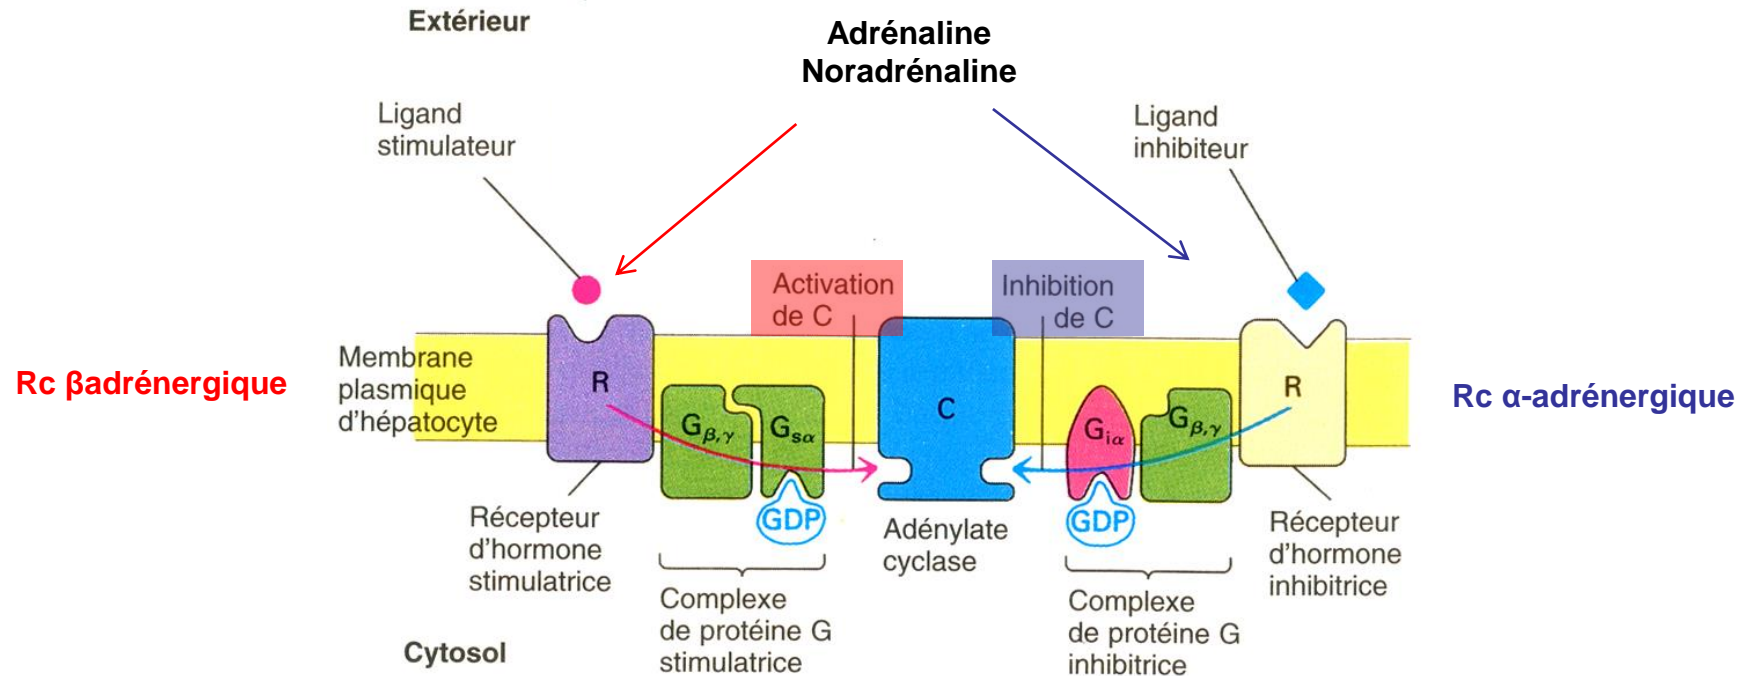 Extérieur
Adrénaline
Noradrénaline
Ligand
stimulateur
Ligand
inhibiteur
Activation
de C
Inhibition
de C
Rc βadrénergique
Membrane
plasmique
d'hépatocyte
R
Gβ,γ
Gsα
GDP
C
Giα
Gβ,γ
GDP
R
Rc α-adrénergique
Récepteur
d'hormone
stimulatrice
Adénylate
cyclase
Récepteur
d'hormone
inhibitrice
Complexe
de protéine G
stimulatrice
Complexe
de protéine G
inhibitrice
Cytosol